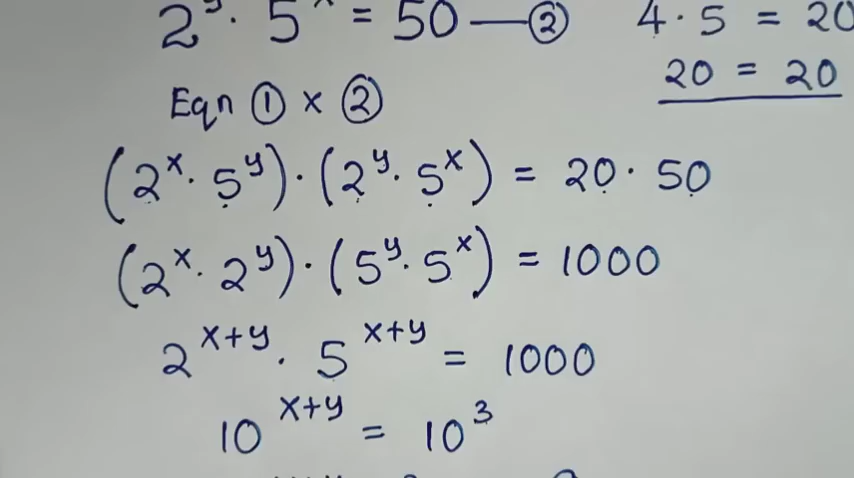 2^y · 5^x = 50 — ②
4 · 5 = 20
20 = 20
Eqn ① × ②
(2^x · 5^y) · (2^y · 5^x) = 20 · 50
(2^x · 2^y) · (5^y · 5^x) = 1000
2^(x+y) · 5^(x+y) = 1000
10^(x+y) = 10^3